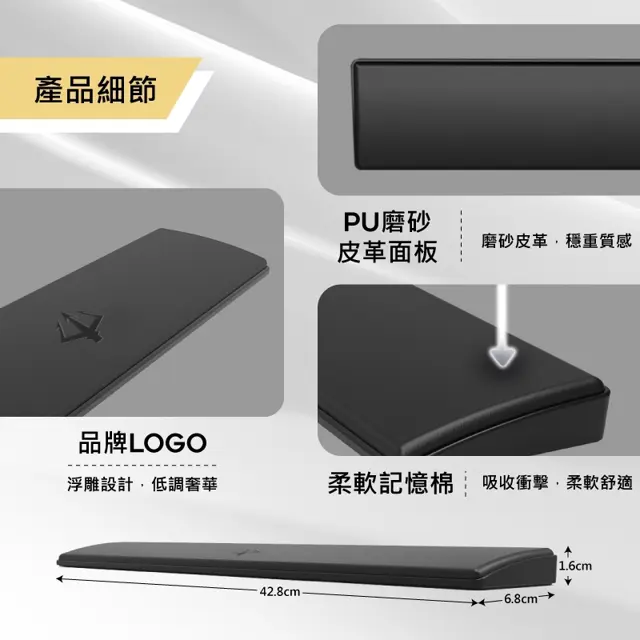 產品細節
PU磨砂
皮革面板
磨砂皮革．穩重質感
品牌LOGO
浮雕設計．低調奢華
柔軟記憶棉
吸收衝擊．柔軟舒適
42.8cm
6.8cm
1.6cm